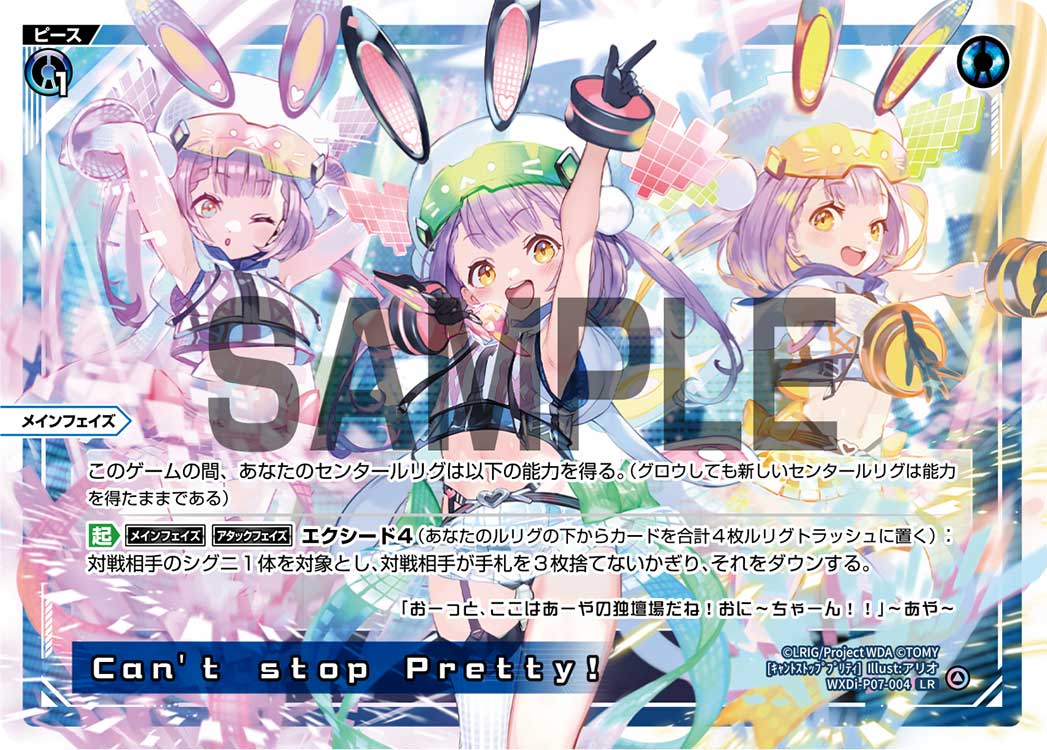 ピース
1
SAMPLE
メインフェイズ
このゲームの間、あなたのセンタールリグは以下の能力を得る。（グロウしても新しいセンタールリグは能力
を得たままである）
起 メインフェイズ アタックフェイズ エクシード4（あなたのルリグの下からカードを合計４枚ルリグトラッシュに置く）：
対戦相手のシグニ１体を対象とし、対戦相手が手札を３枚捨てないかぎり、それをダウンする。
「おーっと、ここはあーやの独壇場だね！おに～ちゃーん！！」～あや～
Can't stop Pretty!
©LRIG/Project WDA ©TOMY
[キャントストップ プリティ] Illust:アリオ
WXDi-P07-004 LR